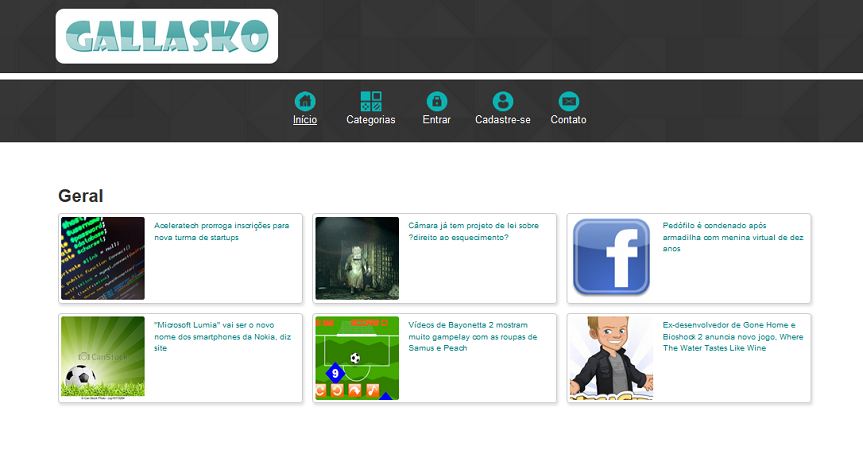 GALLASKO
Início
Categorias
Entrar
Cadastre-se
Contato
Geral
Aceleratech prorroga inscrições para
nova turma de startups
Câmara já tem projeto de lei sobre
?direito ao esquecimento?
Pedófilo é condenado após
armadilha com menina virtual de dez
anos
f
"Microsoft Lumia" vai ser o novo
nome dos smartphones da Nokia, diz
site
CanStock
Vídeos de Bayonetta 2 mostram
muito gampelay com as roupas de
Samus e Peach
9
Ex-desenvolvedor de Gone Home e
Bioshock 2 anuncia novo jogo, Where
The Water Tastes Like Wine